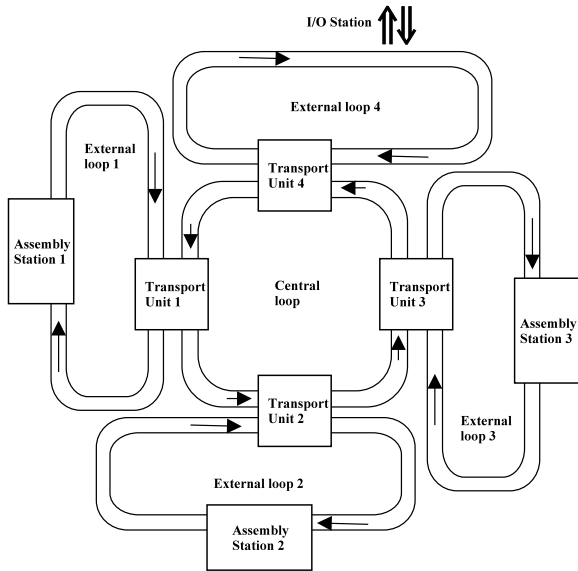 I/O Station
External loop 4
External
loop 1
Transport
Unit 4
Assembly
Station 1
Transport
Unit 1
Central
loop
Transport
Unit 3
Assembly
Station 3
Transport
Unit 2
External
loop 3
External loop 2
Assembly
Station 2